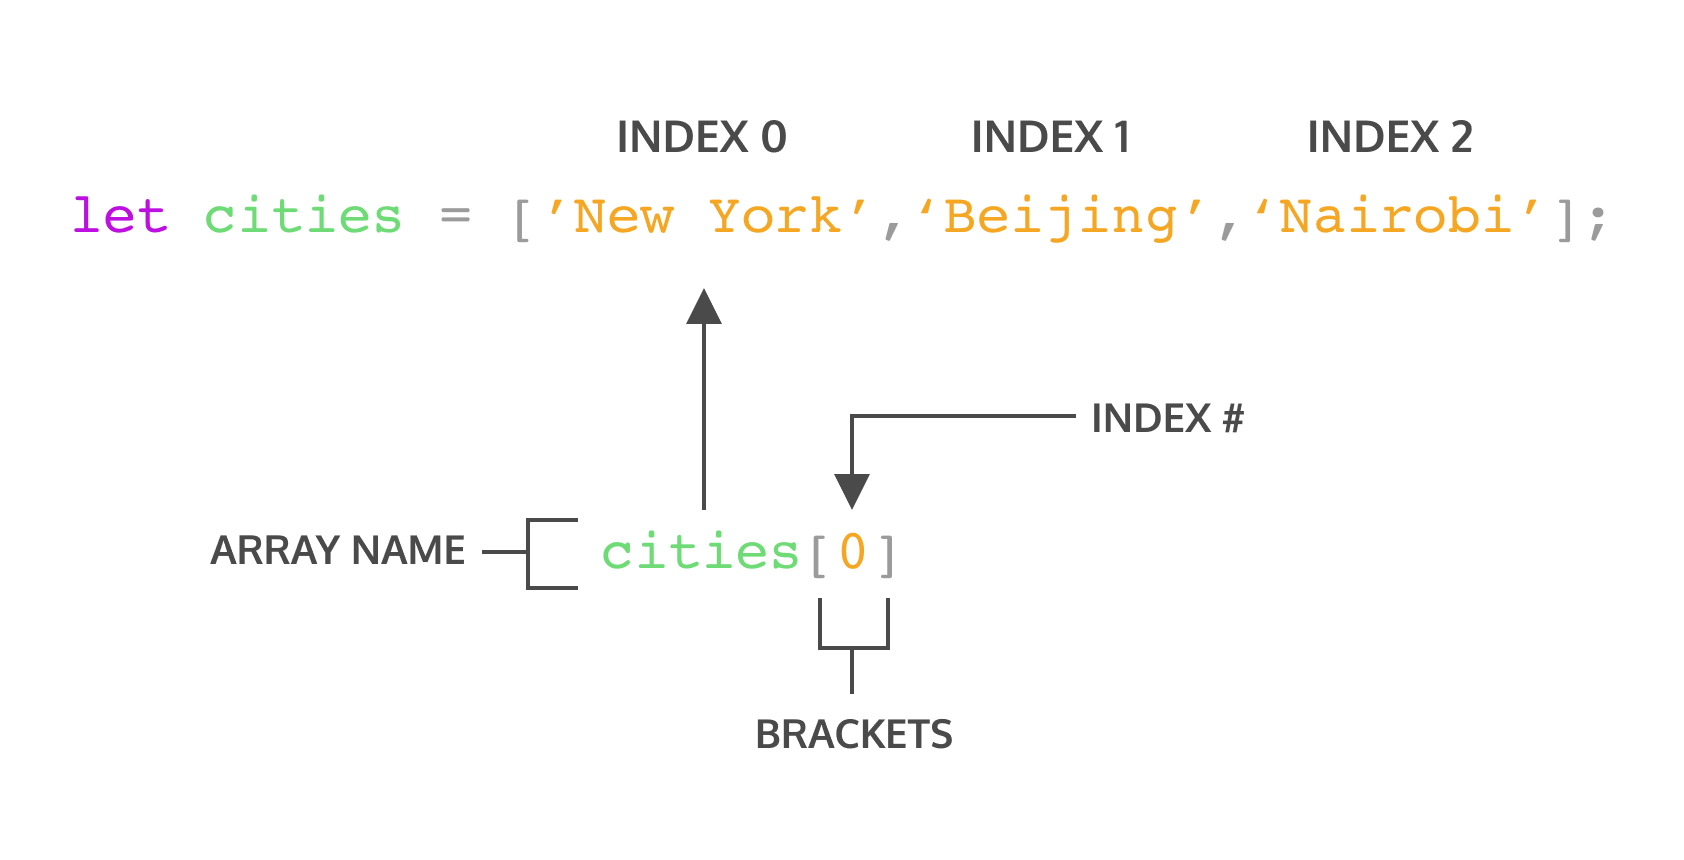 INDEX 0 INDEX 1 INDEX 2
let cities = [’New York’,‘Beijing’,‘Nairobi’];
INDEX #
ARRAY NAME cities[0]
BRACKETS